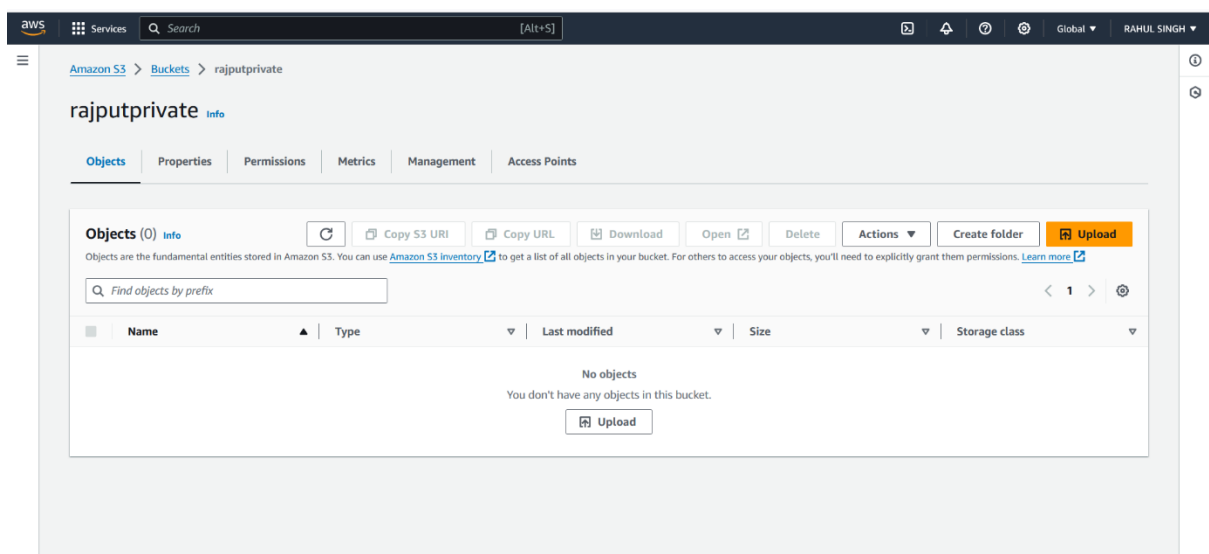 aws Services Search [Alt+S] Global ▼ RAHUL SINGH ▼
Amazon S3 > Buckets > rajputprivate
rajputprivate Info
Objects Properties Permissions Metrics Management Access Points
Objects (0) Info Copy S3 URI Copy URL Download Open Delete Actions ▼ Create folder Upload
Objects are the fundamental entities stored in Amazon S3. You can use Amazon S3 inventory to get a list of all objects in your bucket. For others to access your objects, you'll need to explicitly grant them permissions. Learn more
Find objects by prefix < 1 >
Name Type Last modified Size Storage class
No objects
You don't have any objects in this bucket.
Upload